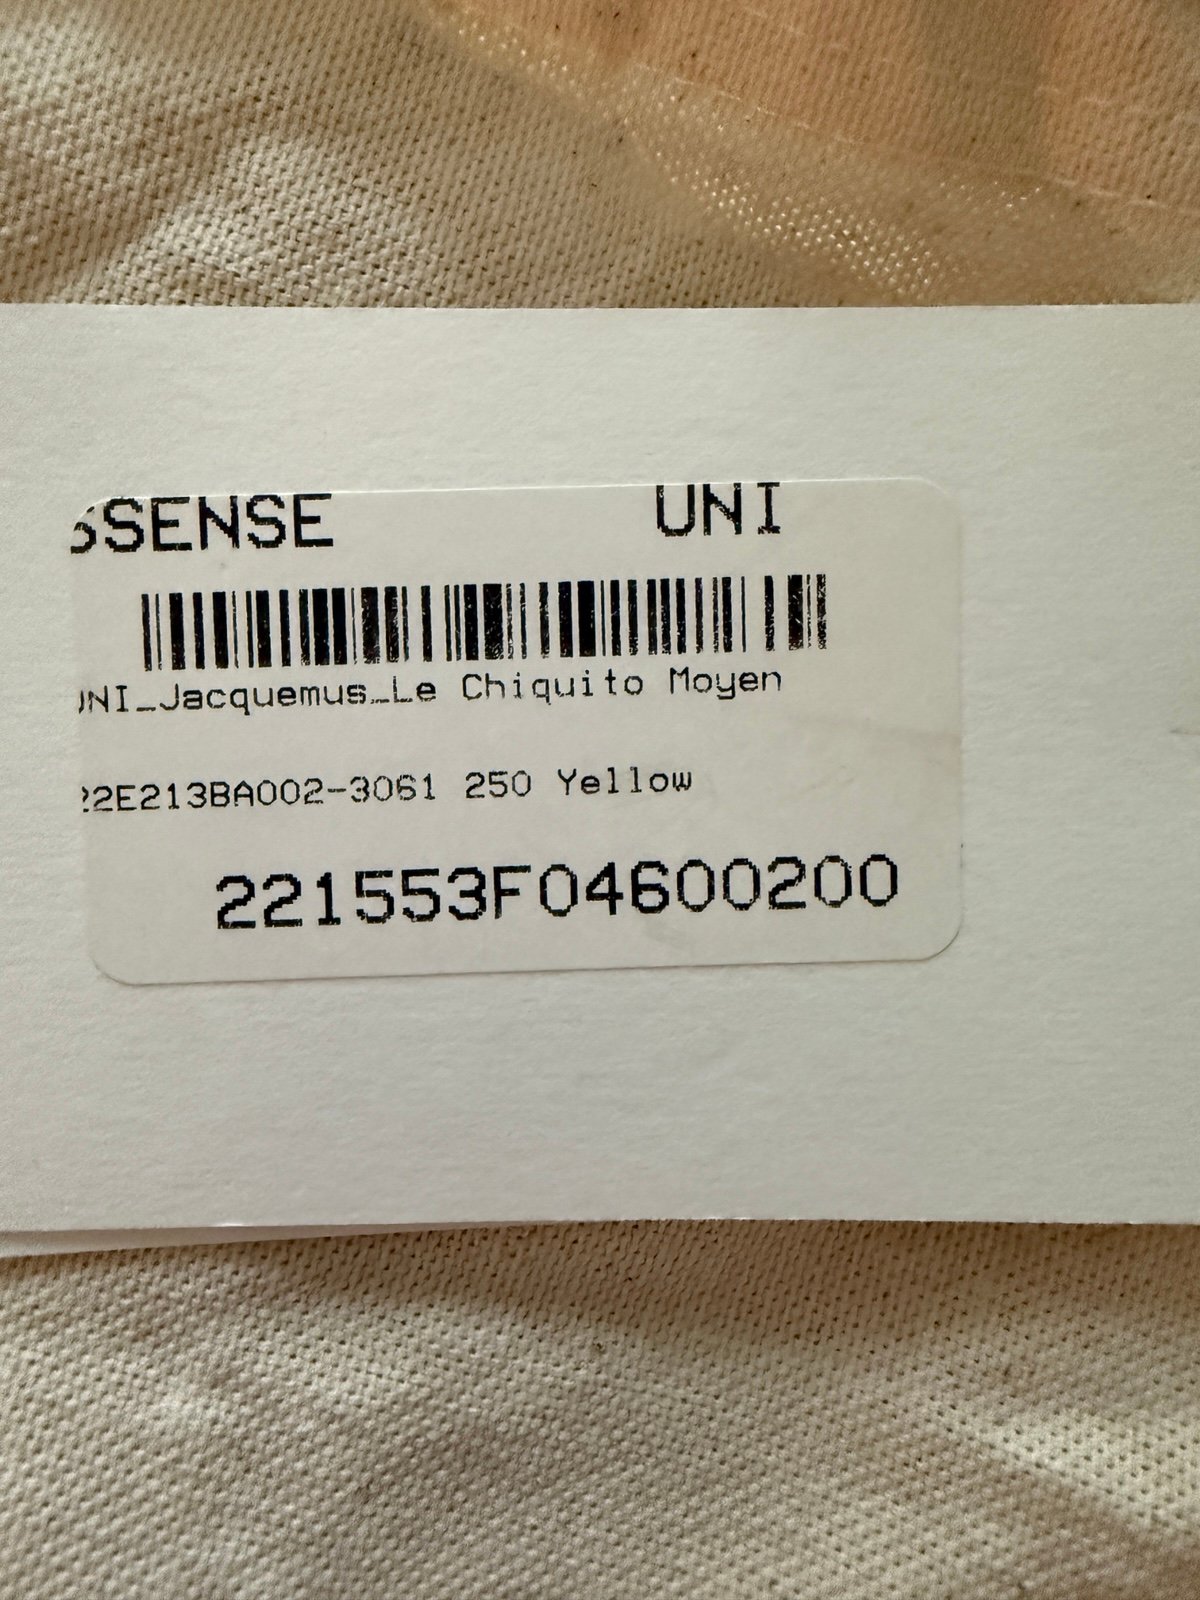 SSENSE UNI
UNI_Jacquemus_Le Chiquito Moyen
22E213BA002-3061 250 Yellow
221553F04600200